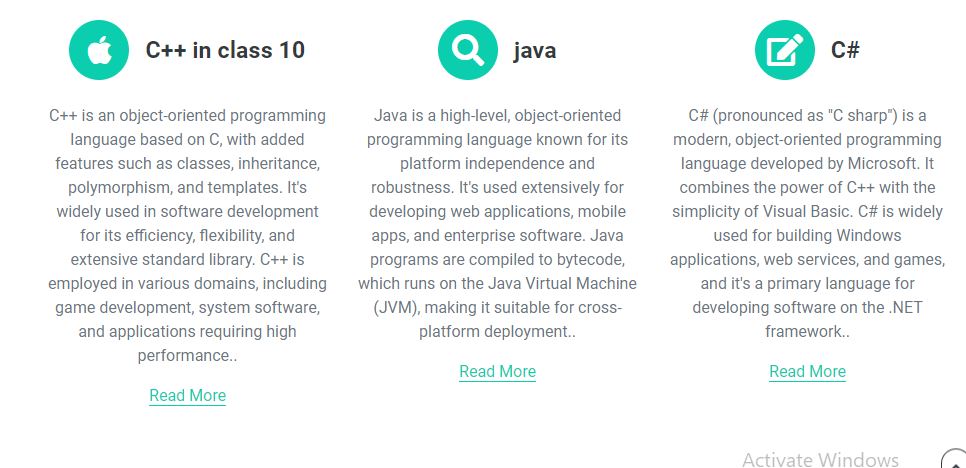 C++ in class 10
C++ is an object-oriented programming
language based on C, with added
features such as classes, inheritance,
polymorphism, and templates. It's
widely used in software development
for its efficiency, flexibility, and
extensive standard library. C++ is
employed in various domains, including
game development, system software,
and applications requiring high
performance..
Read More
java
Java is a high-level, object-oriented
programming language known for its
platform independence and
robustness. It's used extensively for
developing web applications, mobile
apps, and enterprise software. Java
programs are compiled to bytecode,
which runs on the Java Virtual Machine
(JVM), making it suitable for cross-
platform deployment..
Read More
C#
C# (pronounced as "C sharp") is a
modern, object-oriented programming
language developed by Microsoft. It
combines the power of C++ with the
simplicity of Visual Basic. C# is widely
used for building Windows
applications, web services, and games,
and it's a primary language for
developing software on the .NET
framework..
Read More
Activate Windows